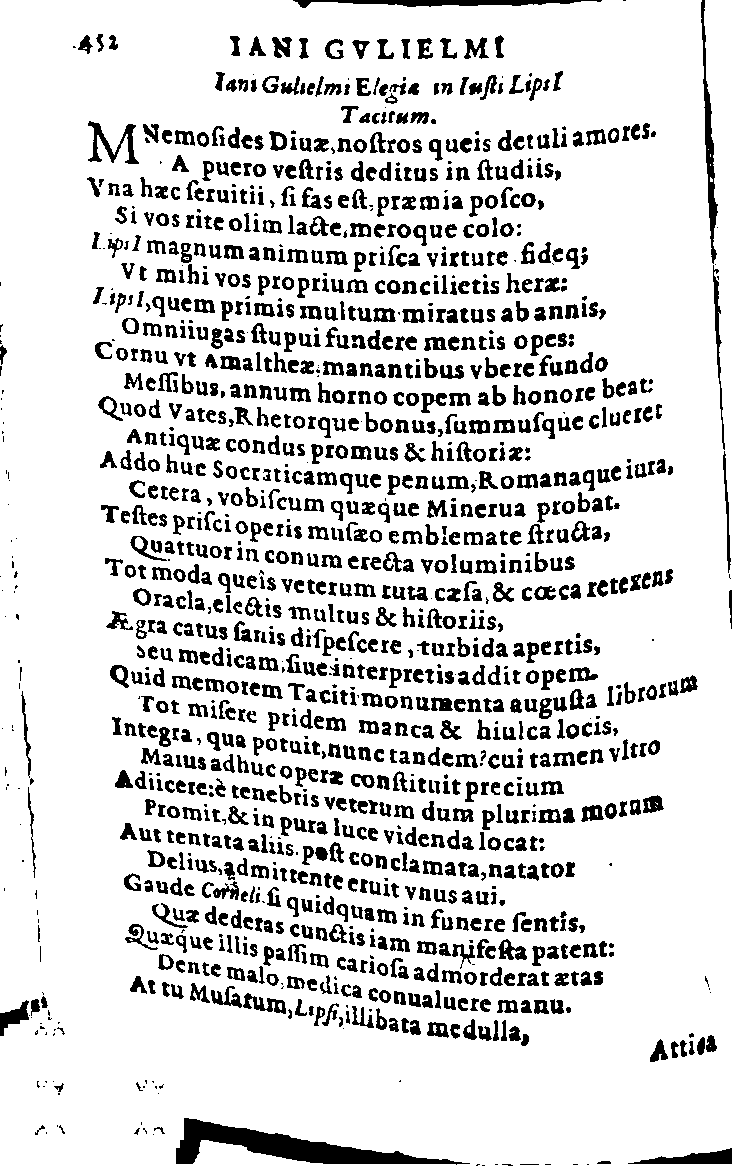 452 IANI GVLIELMI
Iani Gulielmi Elegia in Iusti LipsI
Tacitum.
MNemosides Diuæ,nostros queis detuli amores.
A puero vestris deditus in studiis,
Vna hæc seruitii, si fas est, præmia posco,
Si vos rite olim lacte,meroque colo:
LipsI magnum animum prisca virtute fideq;
Vt mihi vos proprium concilietis heræ:
LipsI,quem primis multum miratus ab annis,
Omniiugas stupui fundere mentis opes:
Cornu vt Amaltheæ,manantibus vbere fundo
Messibus, annum horno copem ab honore beat:
Quod Vates,Rhetorque bonus,summusque clueret
Antiquæ condus promus & historiæ:
Addo huc Socraticamque penum,Romanaque iura,
Cetera, vobiscum quæque Minerua probat.
Testes prisci operis musæo emblemate structa,
Quattuor in conum erecta voluminibus
Tot moda queis veterum ruta cæsa, & cœca retexens
Oracla,electis multus & historiis,
Ægra catus sanis dispescere, turbida apertis,
Seu medicam,siue interpretis addit opem.
Quid memorem Taciti monumenta augusta librorum
Tot misere pridem manca & hiulca locis,
Integra, qua potuit,nunc tandem?cui tamen vltro
Maius adhuc operæ constituit precium
Adiicere:è tenebris veterum dum plurima morum
Promit,& in pura luce videnda locat:
Aut tentata aliis post conclamata,natator
Delius,admittente eruit vnus aui.
Gaude Corneli si quidquam in funere sentis,
Quæ dederas cunctis iam manifesta patent:
Quæque illis passim cariosa admorderat ætas
Dente malo,medica conualuere manu.
At tu Musarum,Lipsi,illibata medulla,
Attica